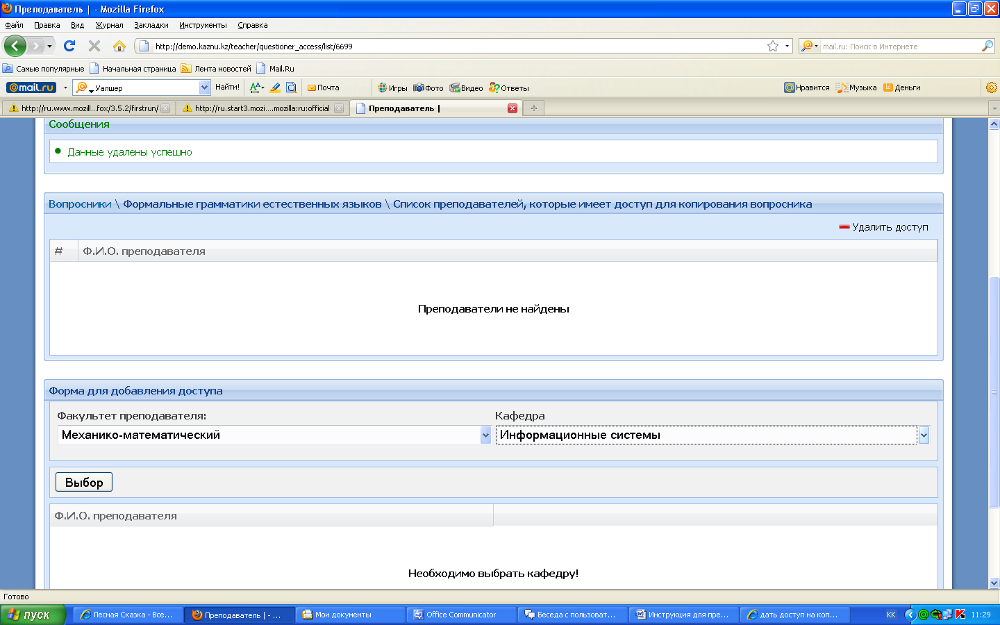 Преподаватель | - Mozilla Firefox
Файл Правка Вид Журнал Закладки Инструменты Справка
http://demo.kaznu.kz/teacher/questioner_access/list/6699 mail.ru: Поиск в Интернете
Самые популярные Начальная страница Лента новостей Mail.Ru
@mail.ru Уалшер Найти! Почта Игры Фото Видео Ответы Нравится Музыка Деньги
http://ru.www.mozill...fox/3.5.2/firstrun/ http://ru.start3.mozi....mozilla:ru:official Преподаватель |
Сообщения
Данные удалены успешно
Вопросники \ Формальные грамматики естественных языков \ Список преподавателей, которые имеет доступ для копирования вопросника
Удалить доступ
# Ф.И.О. преподавателя
Преподаватели не найдены
Форма для добавления доступа
Факультет преподавателя: Кафедра
Механико-математический Информационные системы
Выбор
Ф.И.О. преподавателя
Необходимо выбрать кафедру!
Готово
пуск Лесная Сказка - Все... Преподаватель | - ... Мои документы Office Communicator Беседа с пользоват... Инструкция для пре... дать доступ на коп... KK 11:29